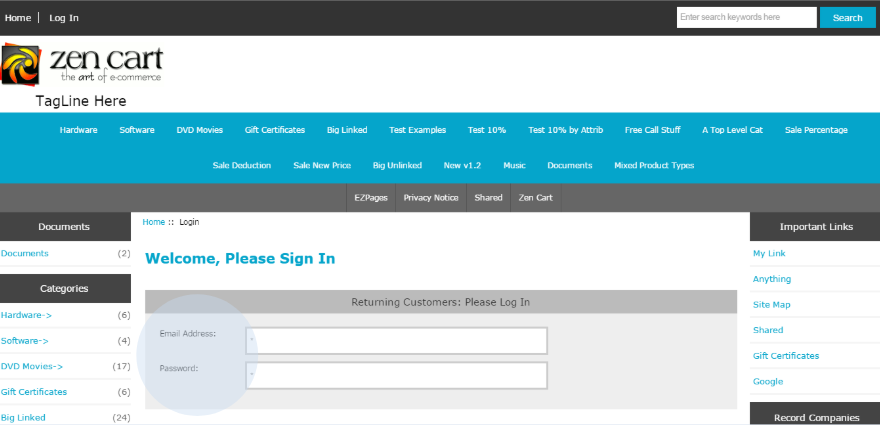 Home | Log In
Enter search keywords here
Search
zen cart
the art of e-commerce
TagLine Here
Hardware Software DVD Movies Gift Certificates Big Linked Test Examples Test 10% Test 10% by Attrib Free Call Stuff A Top Level Cat Sale Percentage
Sale Deduction Sale New Price Big Unlinked New v1.2 Music Documents Mixed Product Types
EZPages Privacy Notice Shared Zen Cart
Documents
Documents (2)
Categories
Hardware-> (6)
Software-> (4)
DVD Movies-> (17)
Gift Certificates (6)
Big Linked (24)
Home :: Login
Welcome, Please Sign In
Returning Customers: Please Log In
Email Address: *
Password: *
Important Links
My Link
Anything
Site Map
Shared
Gift Certificates
Google
Record Companies